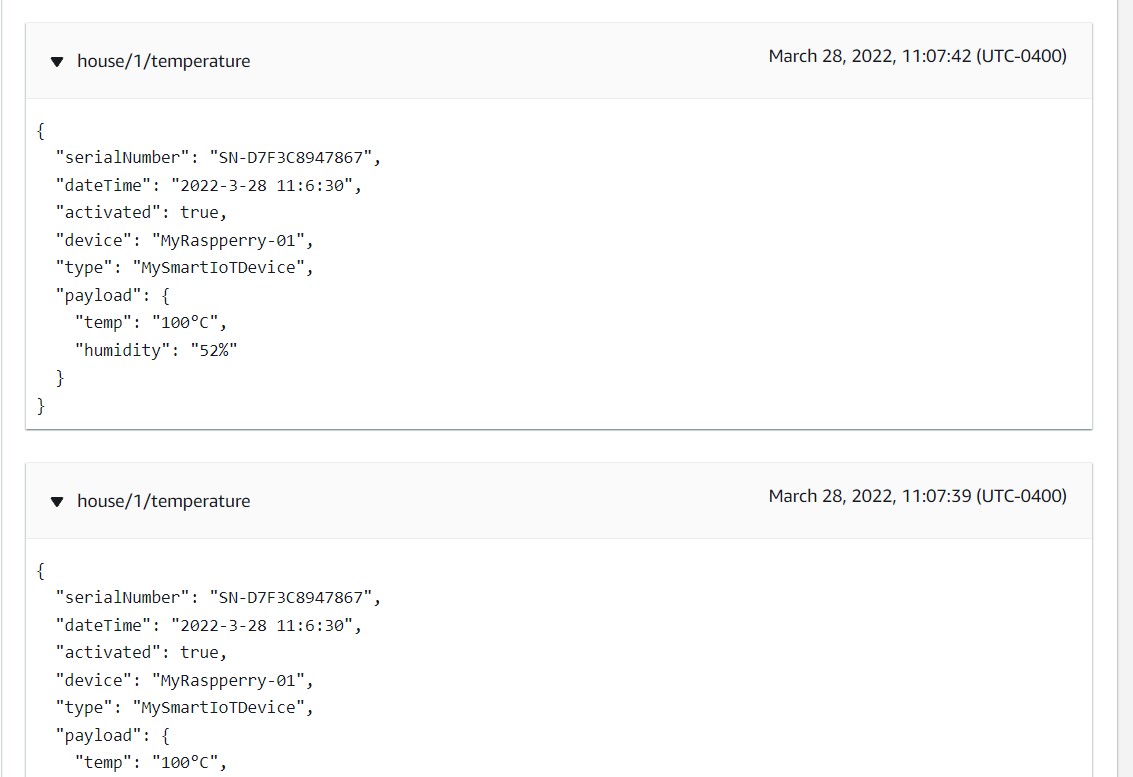 house/1/temperature
March 28, 2022, 11:07:42 (UTC-0400)
{
"serialNumber": "SN-D7F3C8947867",
"dateTime": "2022-3-28 11:6:30",
"activated": true,
"device": "MyRaspperry-01",
"type": "MySmartIoTDevice",
"payload": {
"temp": "100ºC",
"humidity": "52%"
}
}
house/1/temperature
March 28, 2022, 11:07:39 (UTC-0400)
{
"serialNumber": "SN-D7F3C8947867",
"dateTime": "2022-3-28 11:6:30",
"activated": true,
"device": "MyRaspperry-01",
"type": "MySmartIoTDevice",
"payload": {
"temp": "100ºC",